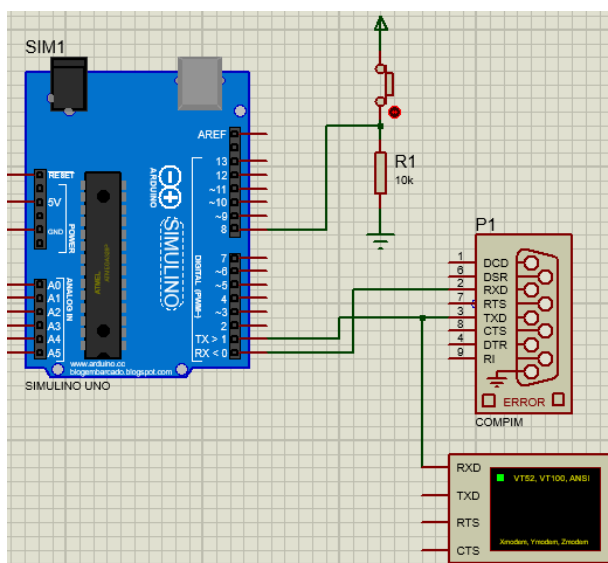 SIM1
AREF
13
12
~11
~10
~9
8
7
~6
~5
4
~3
2
TX > 1
RX < 0
RESET
5V
GND
POWER
A0
A1
A2
A3
A4
A5
ANALOG IN
ATMEL
ARDUINO
SIMULINO
DIGITAL (PWM~)
www.arduino.cc
blogembarcado.blogspot.com
SIMULINO UNO
R1
10k
P1
1 DCD
6 DSR
2 RXD
7 RTS
3 TXD
8 CTS
4 DTR
9 RI
ERROR
COMPIM
RXD
TXD
RTS
CTS
VT52, VT100, ANSI
Xmodem, Ymodem, Zmodem